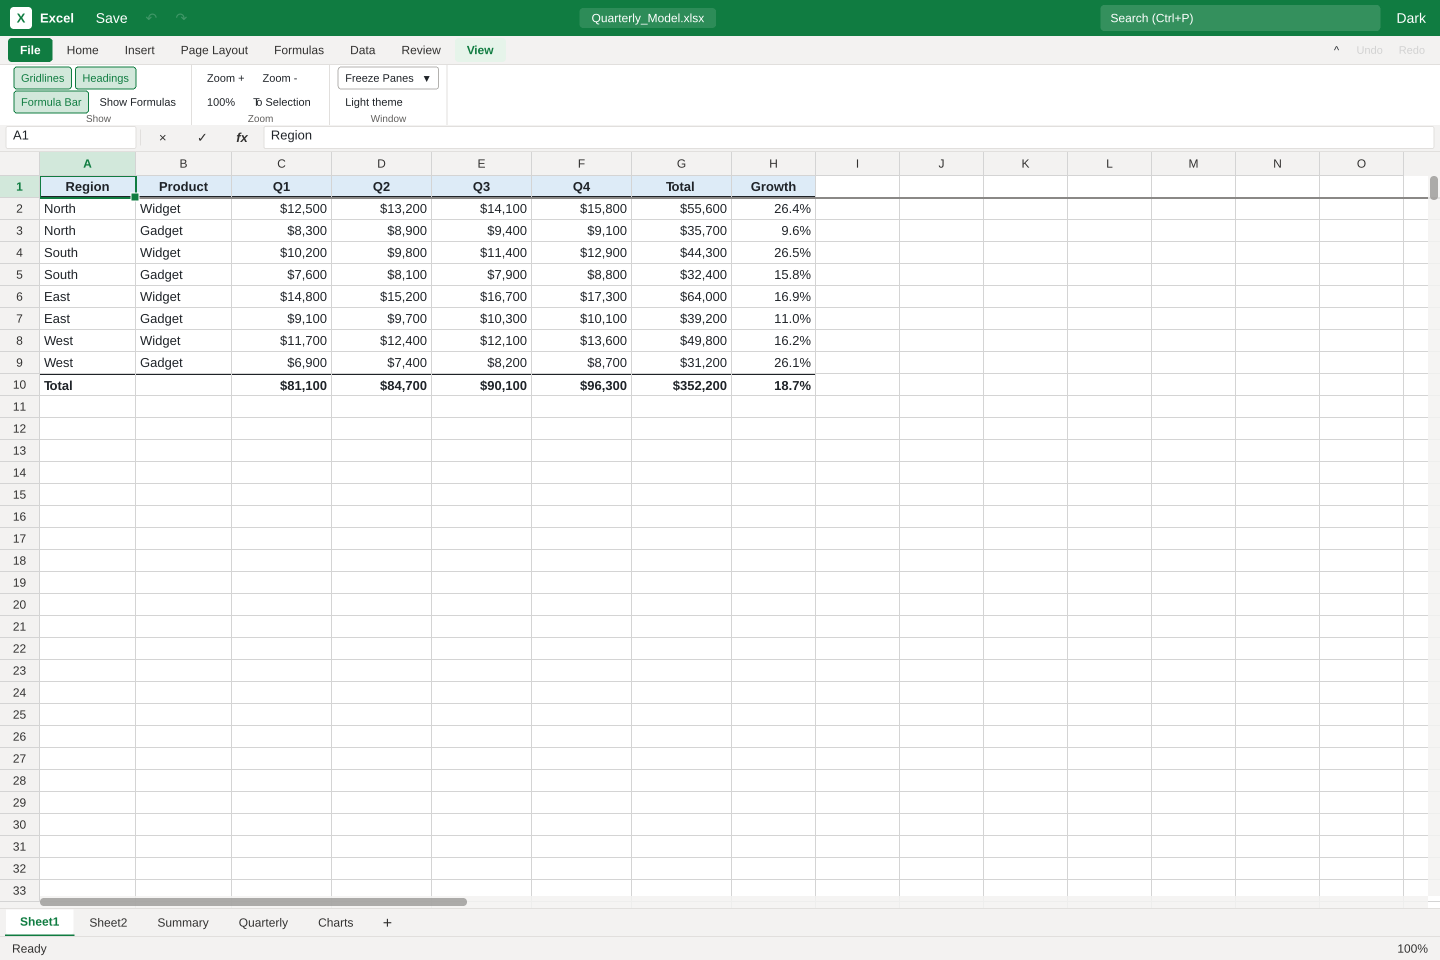 X Excel Save Quarterly_Model.xlsx Search (Ctrl+P) Dark
File Home Insert Page Layout Formulas Data Review View ^ Undo Redo
Gridlines Headings Zoom + Zoom - Freeze Panes ▼
Formula Bar Show Formulas 100% To Selection Light theme
Show Zoom Window
A1 × ✓ fx Region
A B C D E F G H I J K L M N O
1 Region Product Q1 Q2 Q3 Q4 Total Growth
2 North Widget $12,500 $13,200 $14,100 $15,800 $55,600 26.4%
3 North Gadget $8,300 $8,900 $9,400 $9,100 $35,700 9.6%
4 South Widget $10,200 $9,800 $11,400 $12,900 $44,300 26.5%
5 South Gadget $7,600 $8,100 $7,900 $8,800 $32,400 15.8%
6 East Widget $14,800 $15,200 $16,700 $17,300 $64,000 16.9%
7 East Gadget $9,100 $9,700 $10,300 $10,100 $39,200 11.0%
8 West Widget $11,700 $12,400 $12,100 $13,600 $49,800 16.2%
9 West Gadget $6,900 $7,400 $8,200 $8,700 $31,200 26.1%
10 Total $81,100 $84,700 $90,100 $96,300 $352,200 18.7%
11
12
13
14
15
16
17
18
19
20
21
22
23
24
25
26
27
28
29
30
31
32
33
Sheet1 Sheet2 Summary Quarterly Charts +
Ready 100%